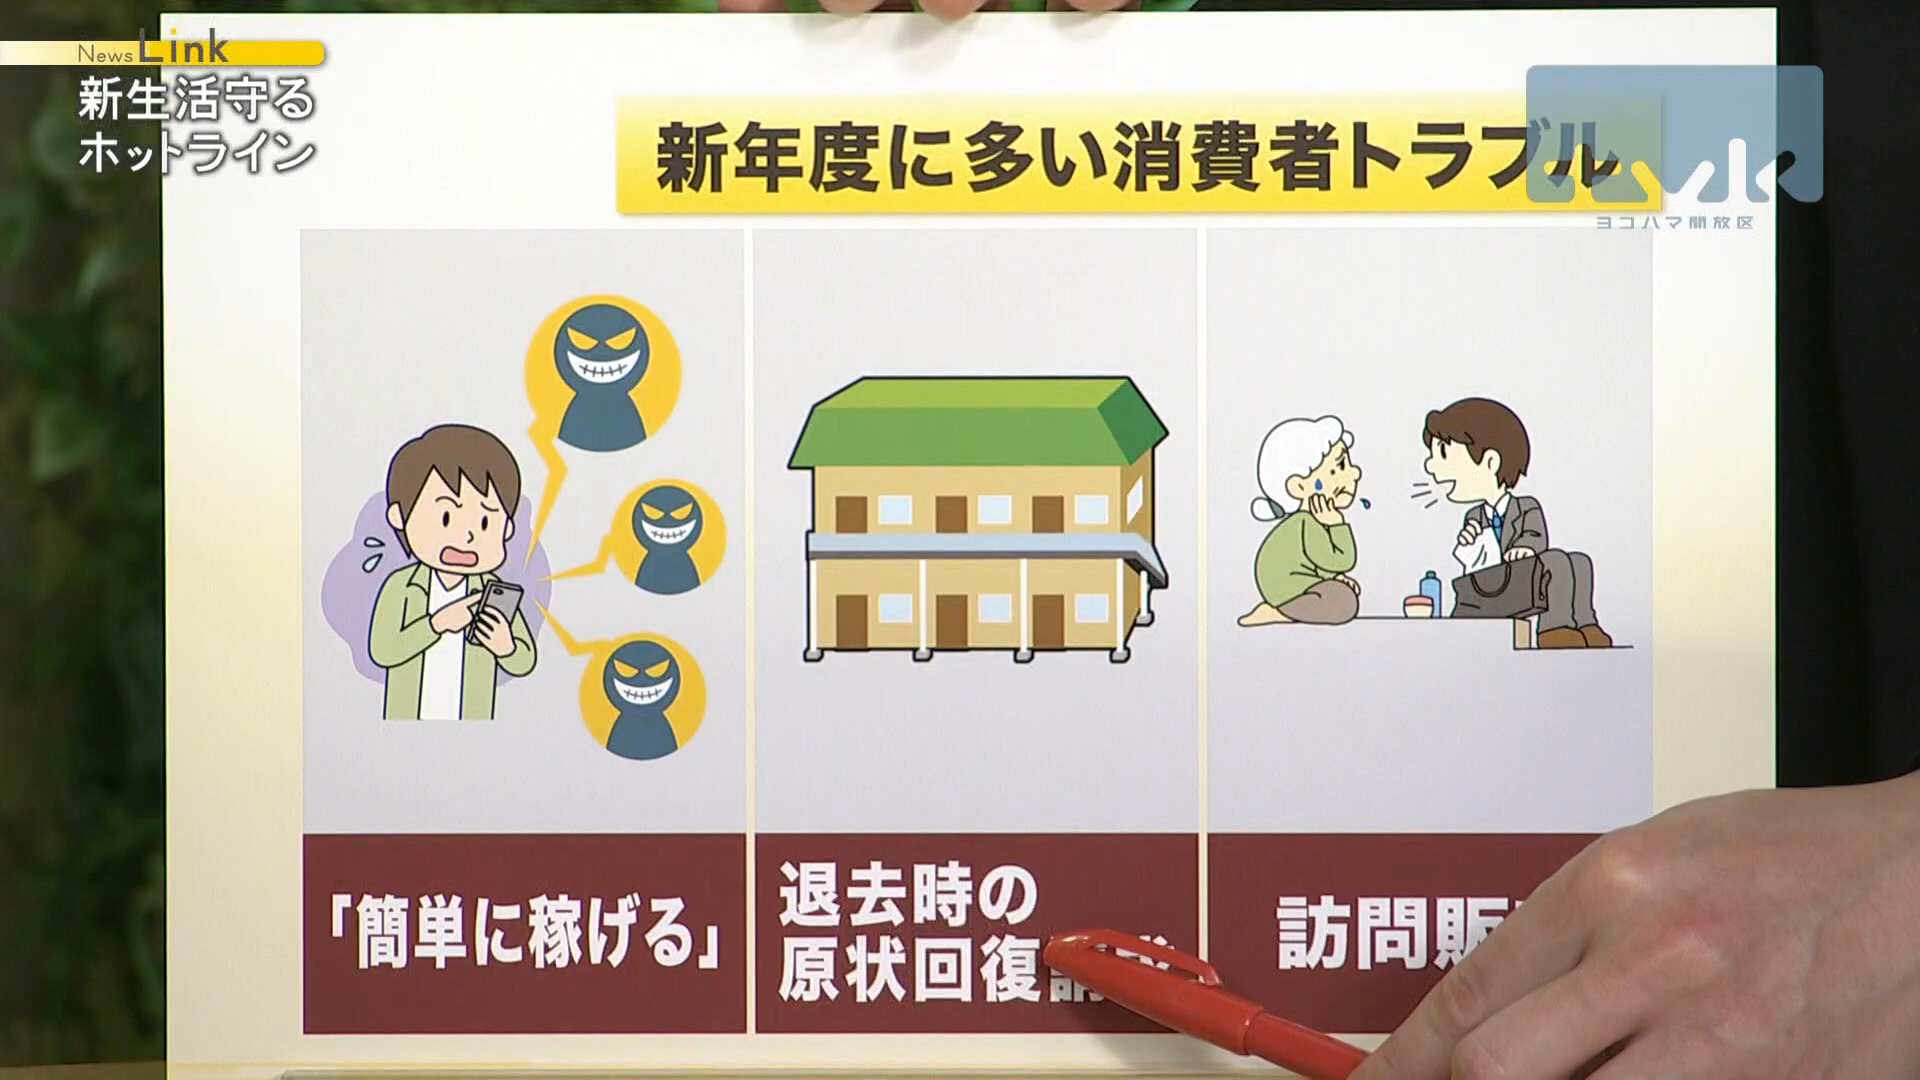 News Link
新生活守る
ホットライン
新年度に多い消費者トラブル
tvk
ヨコハマ開放区
「簡単に稼げる」
退去時の
原状回復
訪問販